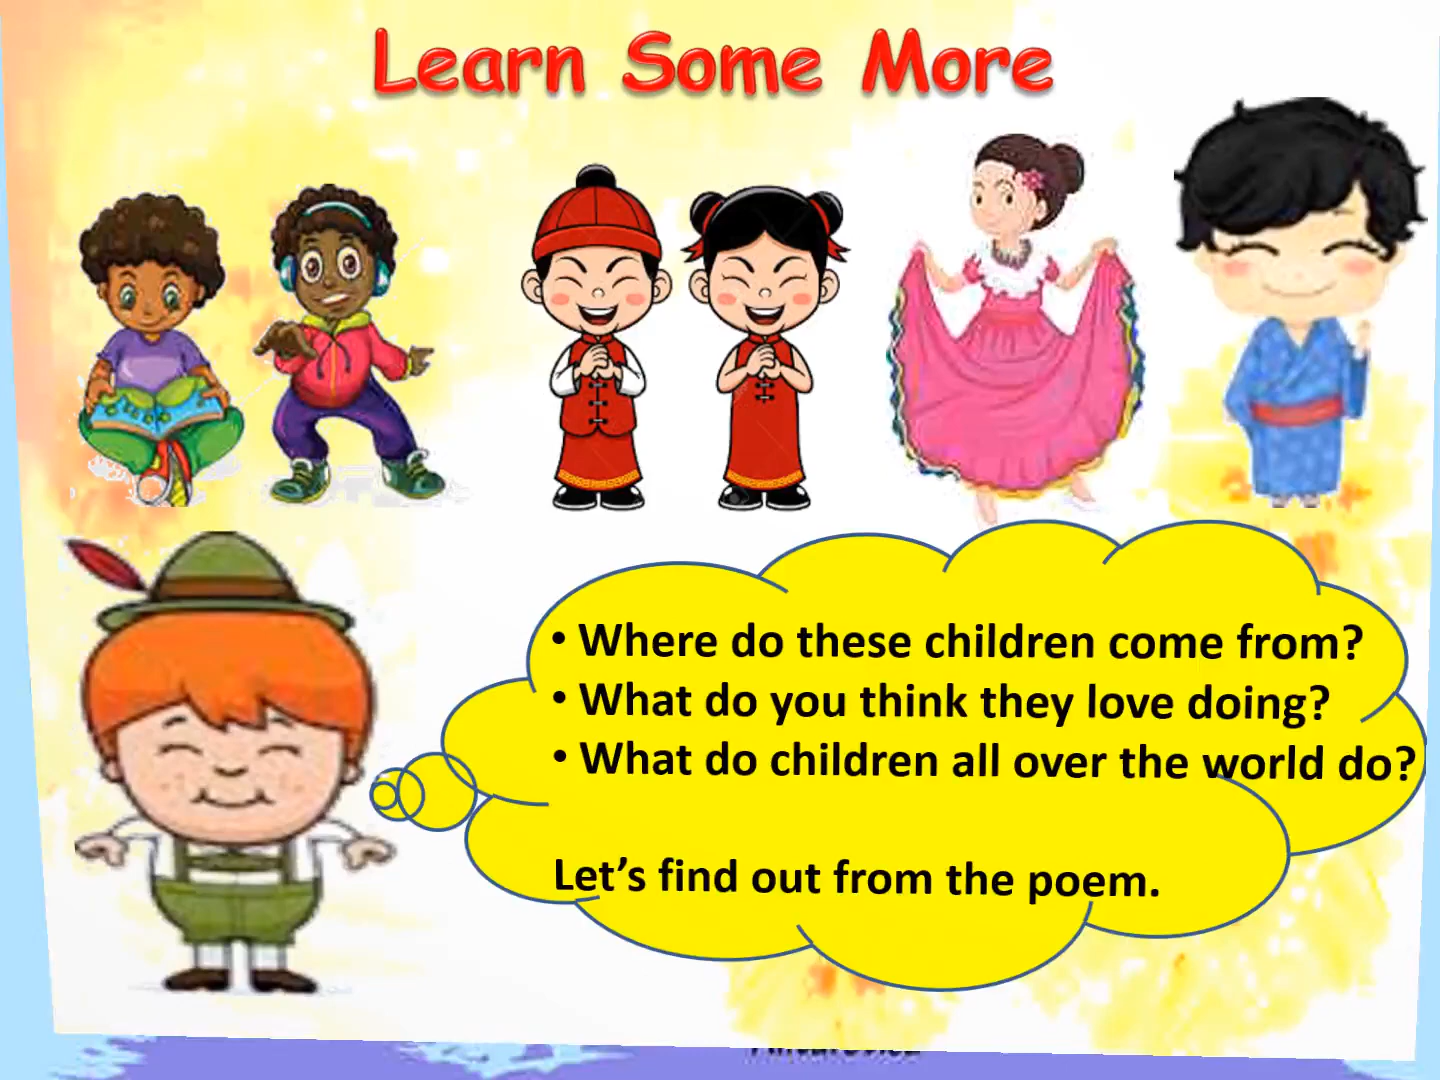 Learn Some More
• Where do these children come from?
• What do you think they love doing?
• What do children all over the world do?
Let's find out from the poem.